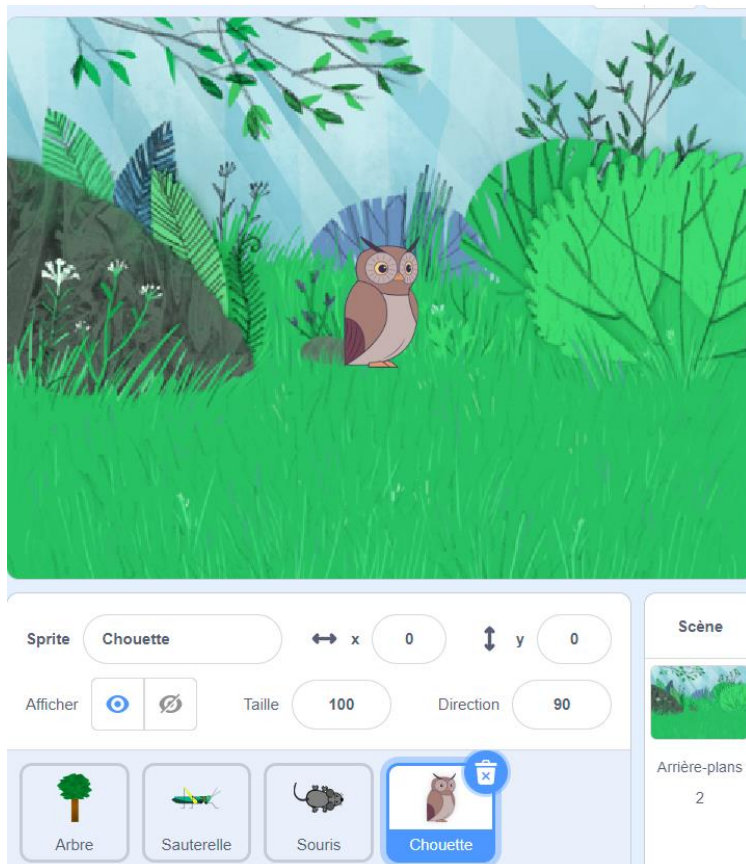 Sprite Chouette x 0 y 0
Afficher Taille 100 Direction 90
Scène
Arrière-plans
2
Arbre Sauterelle Souris Chouette